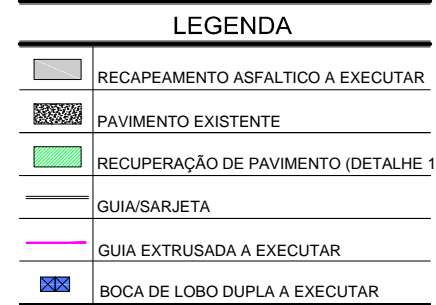 LEGENDA
RECAPEAMENTO ASFALTICO A EXECUTAR
PAVIMENTO EXISTENTE
RECUPERAÇÃO DE PAVIMENTO (DETALHE 1
GUIA/SARJETA
GUIA EXTRUSADA A EXECUTAR
BOCA DE LOBO DUPLA A EXECUTAR